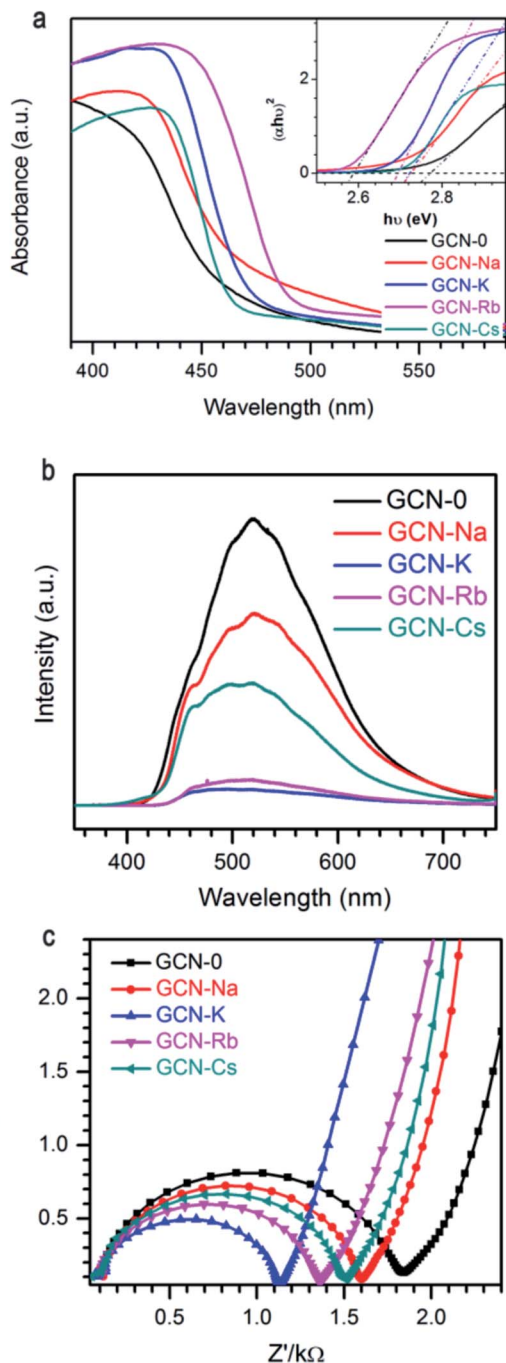 a
Absorbance (a.u.)
(αhυ)²
2
0
2.6 2.8
hυ (eV)
GCN-0
GCN-Na
GCN-K
GCN-Rb
GCN-Cs
400 450 500 550
Wavelength (nm)
b
Intensity (a.u.)
GCN-0
GCN-Na
GCN-K
GCN-Rb
GCN-Cs
400 500 600 700
Wavelength (nm)
c
2.0
1.5
1.0
0.5
GCN-0
GCN-Na
GCN-K
GCN-Rb
GCN-Cs
0.5 1.0 1.5 2.0
Z'/kΩ